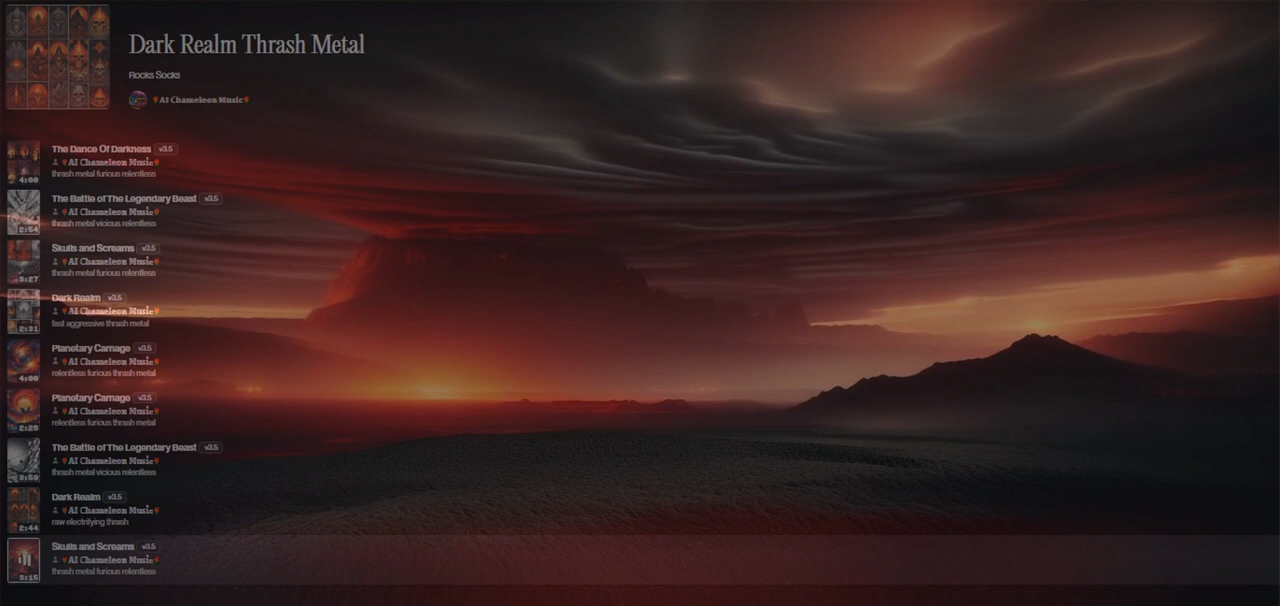 Dark Realm Thrash Metal
Rocks Socks
AI Chameleon Music
The Dance Of Darkness v3.5
AI Chameleon Music
thrash metal furious relentless
4:00
The Battle of The Legendary Beast v3.5
AI Chameleon Music
thrash metal vicious relentless
2:54
Skulls and Screams v3.5
AI Chameleon Music
thrash metal furious relentless
3:27
Dark Realm v3.5
AI Chameleon Music
fast aggressive thrash metal
2:31
Planetary Carnage v3.5
AI Chameleon Music
relentless furious thrash metal
4:00
Planetary Carnage v3.5
AI Chameleon Music
relentless furious thrash metal
2:28
The Battle of The Legendary Beast v3.5
AI Chameleon Music
thrash metal vicious relentless
3:50
Dark Realm v3.5
AI Chameleon Music
raw electrifying thrash
2:44
Skulls and Screams v3.5
AI Chameleon Music
thrash metal furious relentless
3:15